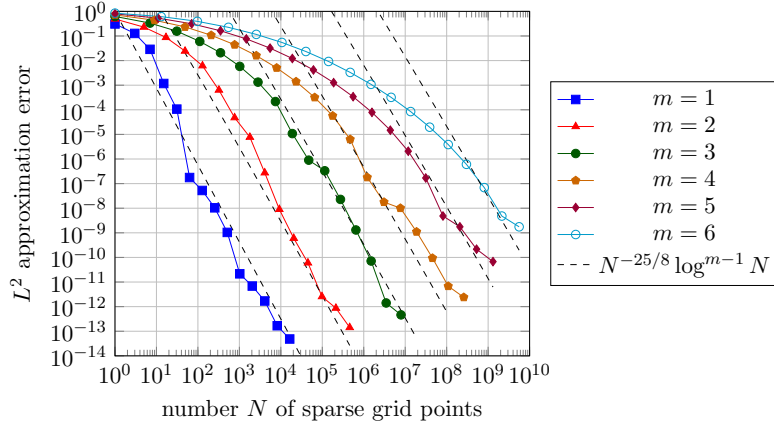 10^0
10^-1
10^-2
10^-3
10^-4
10^-5
10^-6
10^-7
10^-8
10^-9
10^-10
10^-11
10^-12
10^-13
10^-14
L^2 approximation error
10^0 10^1 10^2 10^3 10^4 10^5 10^6 10^7 10^8 10^9 10^10
number N of sparse grid points
m = 1
m = 2
m = 3
m = 4
m = 5
m = 6
N^-25/8 log^m-1 N